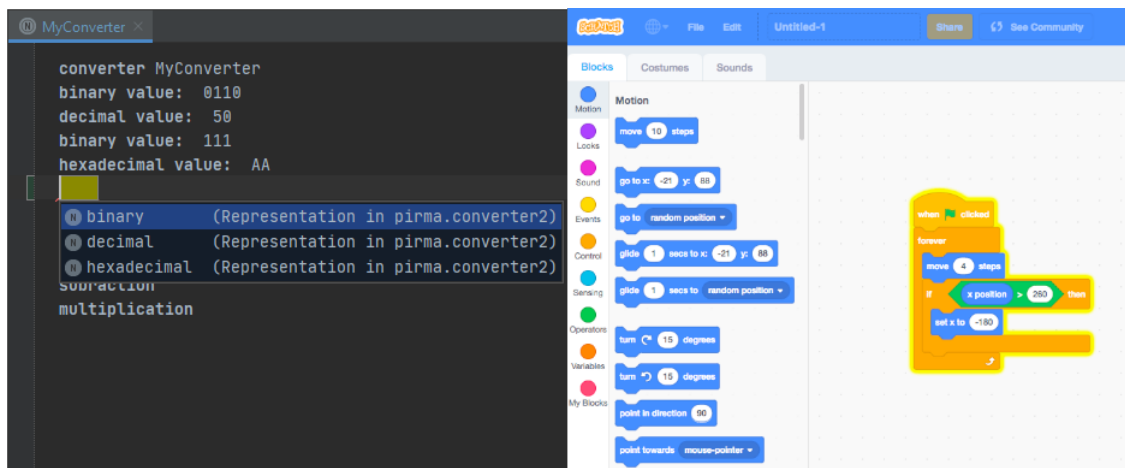 MyConverter
converter MyConverter
binary value: 0110
decimal value: 50
binary value: 111
hexadecimal value: AA
N binary (Representation in pirma.converter2)
N decimal (Representation in pirma.converter2)
N hexadecimal (Representation in pirma.converter2)
subraction
multiplication
SCRATCH File Edit Untitled-1 Share See Community
Blocks Costumes Sounds
Motion
Looks
Sound
Events
Control
Sensing
Operators
Variables
My Blocks
Motion
move 10 steps
go to x: -21 y: 88
go to random position
glide 1 secs to x: -21 y: 88
glide 1 secs to random position
turn 15 degrees
turn 15 degrees
point in direction 90
point towards mouse-pointer
when clicked
forever
move 4 steps
if x position > 260 then
set x to -180